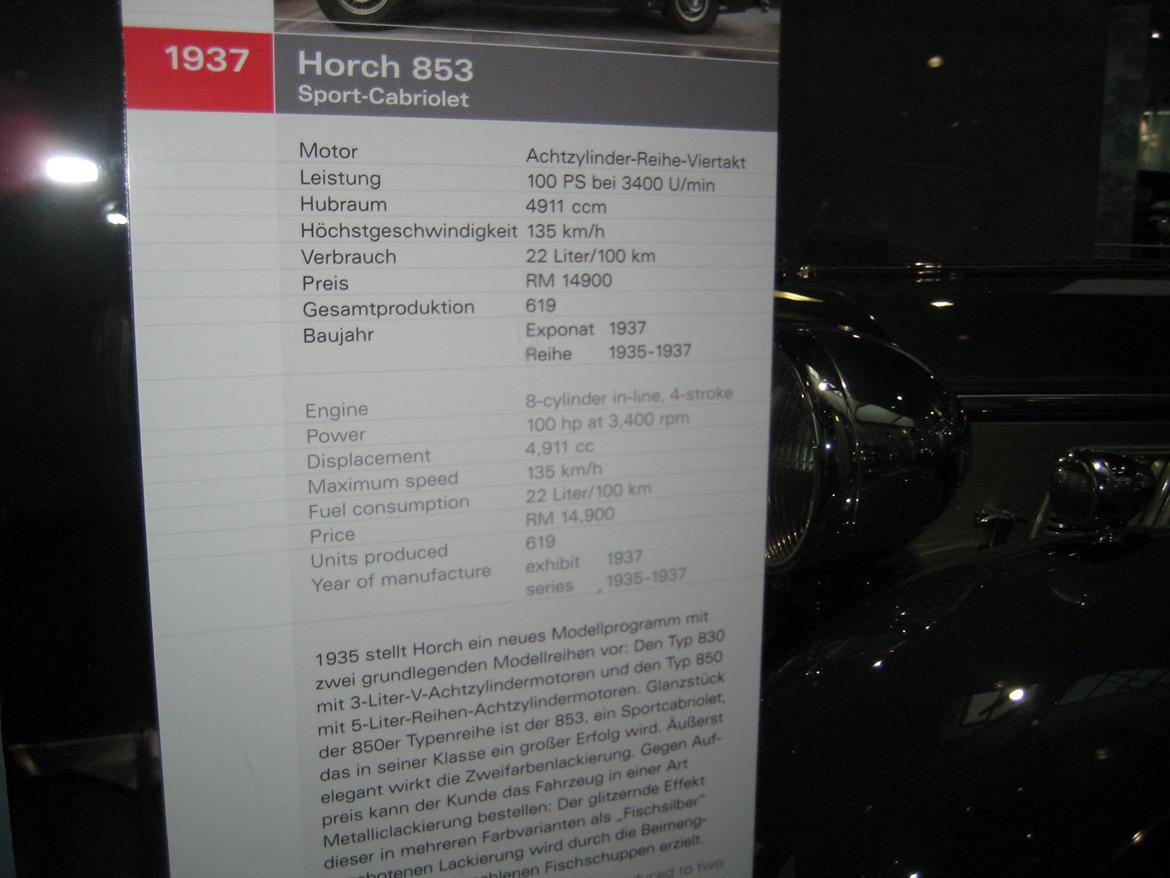 1937
Horch 853
Sport-Cabriolet
Motor Achtzylinder-Reihe-Viertakt
Leistung 100 PS bei 3400 U/min
Hubraum 4911 ccm
Höchstgeschwindigkeit 135 km/h
Verbrauch 22 Liter/100 km
Preis RM 14900
Gesamtproduktion 619
Baujahr Exponat 1937
Reihe 1935-1937
Engine 8-cylinder in-line, 4-stroke
Power 100 hp at 3,400 rpm
Displacement 4,911 cc
Maximum speed 135 km/h
Fuel consumption 22 Liter/100 km
Price RM 14,900
Units produced 619
Year of manufacture exhibit 1937
series 1935-1937
1935 stellt Horch ein neues Modellprogramm mit
zwei grundlegenden Modellreihen vor: Den Typ 830
mit 3-Liter-V-Achtzylindermotoren und den Typ 850
mit 5-Liter-Reihen-Achtzylindermotoren. Glanzstück
der 850er Typenreihe ist der 853, ein Sportcabriolet,
das in seiner Klasse ein großer Erfolg wird. Äußerst
elegant wirkt die Zweifarbenlackierung. Gegen Auf-
preis kann der Kunde das Fahrzeug in einer Art
Metalliclackierung bestellen: Der glitzernde Effekt
dieser in mehreren Farbvarianten als „Fischsilber"
botenen Lackierung wird durch die Beimeng-
hlenen Fischschuppen erzielt.
to two